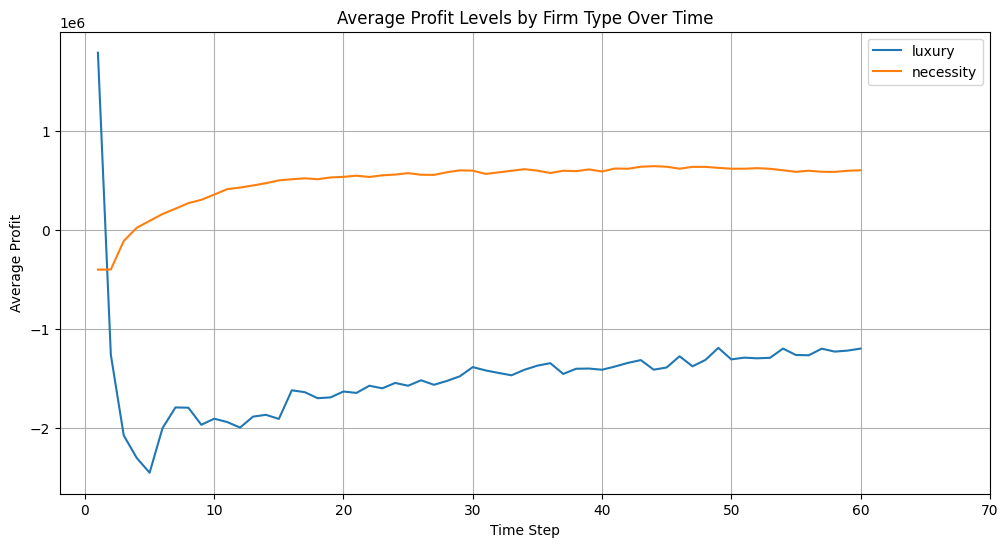 Average Profit Levels by Firm Type Over Time
1e6
luxury
necessity
1
0
−1
−2
Average Profit
0 10 20 30 40 50 60 70
Time Step